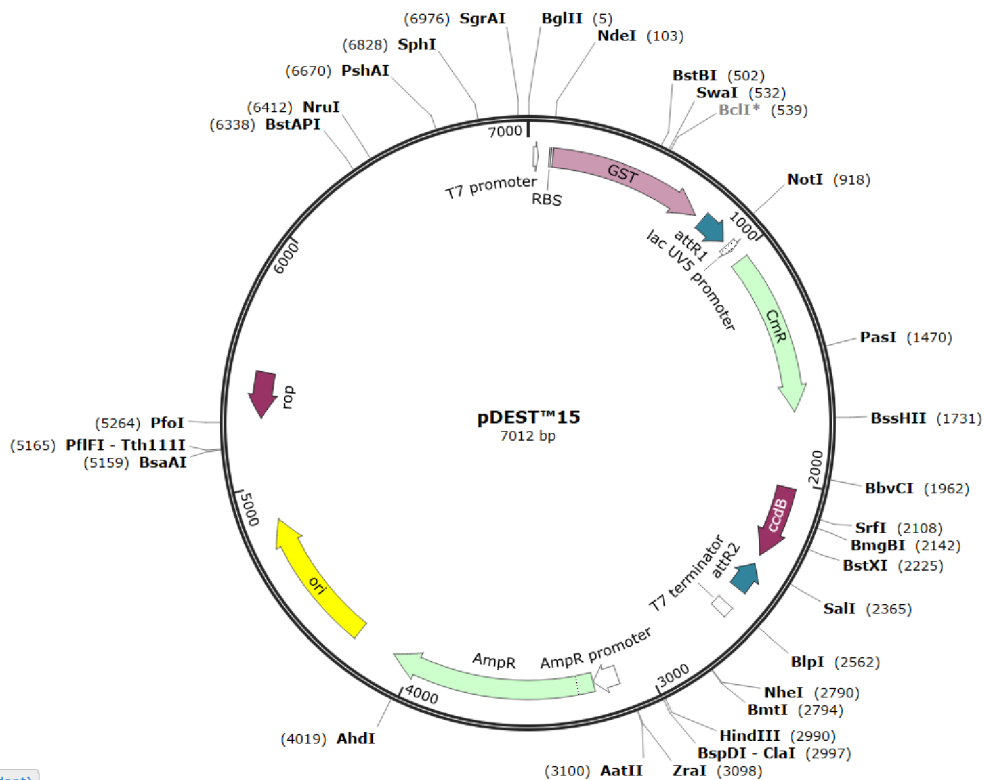 (6976) SgrAI
BglII (5)
NdeI (103)
(6828) SphI
(6670) PshAI
(6412) NruI
(6338) BstAPI
BstBI (502)
SwaI (532)
BclI* (539)
NotI (918)
PasI (1470)
BssHII (1731)
BbvCI (1962)
SrfI (2108)
BmgBI (2142)
BstXI (2225)
SalI (2365)
BlpI (2562)
NheI (2790)
BmtI (2794)
HindIII (2990)
BspDI - ClaI (2997)
ZraI (3098)
(3100) AatII
(4019) AhdI
(5159) BsaAI
(5165) PflFI - Tth111I
(5264) PfoI
7000
1000
2000
3000
4000
5000
6000
T7 promoter
RBS
GST
attR1
lac UV5 promoter
CmR
ccdB
attR2
T7 terminator
AmpR promoter
AmpR
ori
rop
pDEST™15
7012 bp